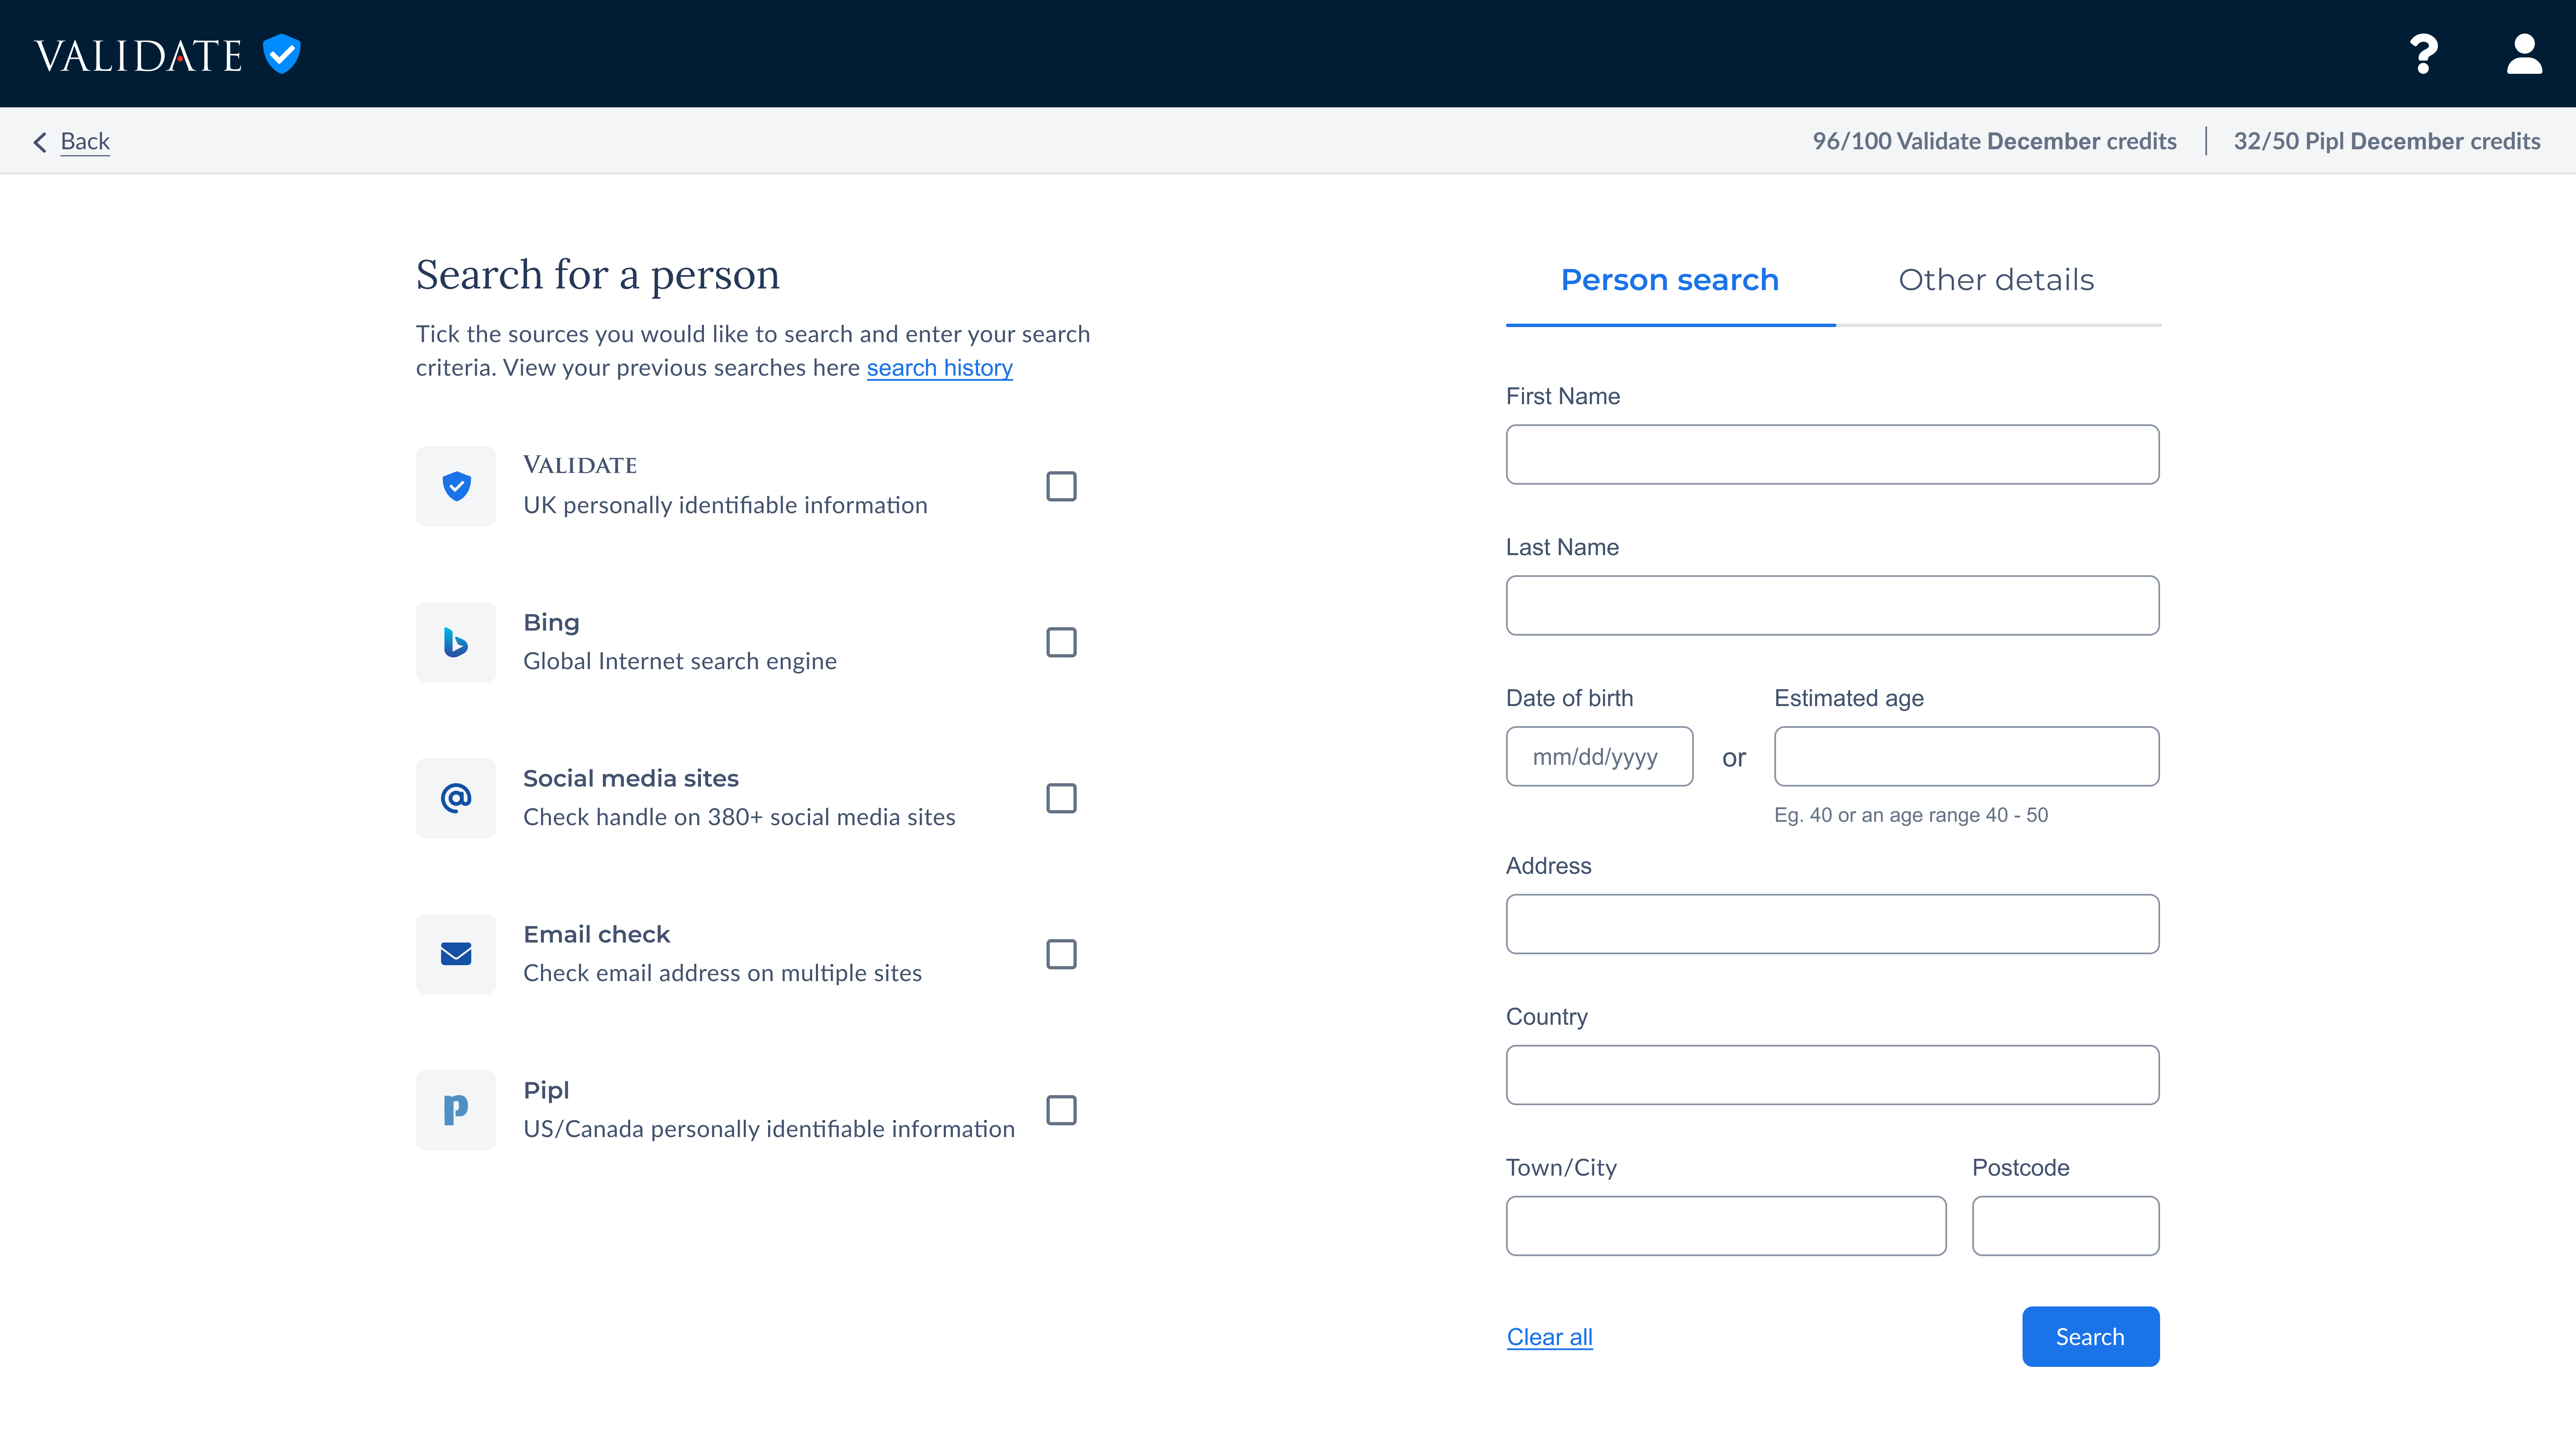 VALIDATE
Back
96/100 Validate December credits
32/50 Pipl December credits
Search for a person
Tick the sources you would like to search and enter your search
criteria. View your previous searches here search history
VALIDATE
UK personally identifiable information
Bing
Global Internet search engine
Social media sites
Check handle on 380+ social media sites
Email check
Check email address on multiple sites
Pipl
US/Canada personally identifiable information
Person search
Other details
First Name
Last Name
Date of birth
Estimated age
mm/dd/yyyy
or
Eg. 40 or an age range 40 - 50
Address
Country
Town/City
Postcode
Clear all
Search